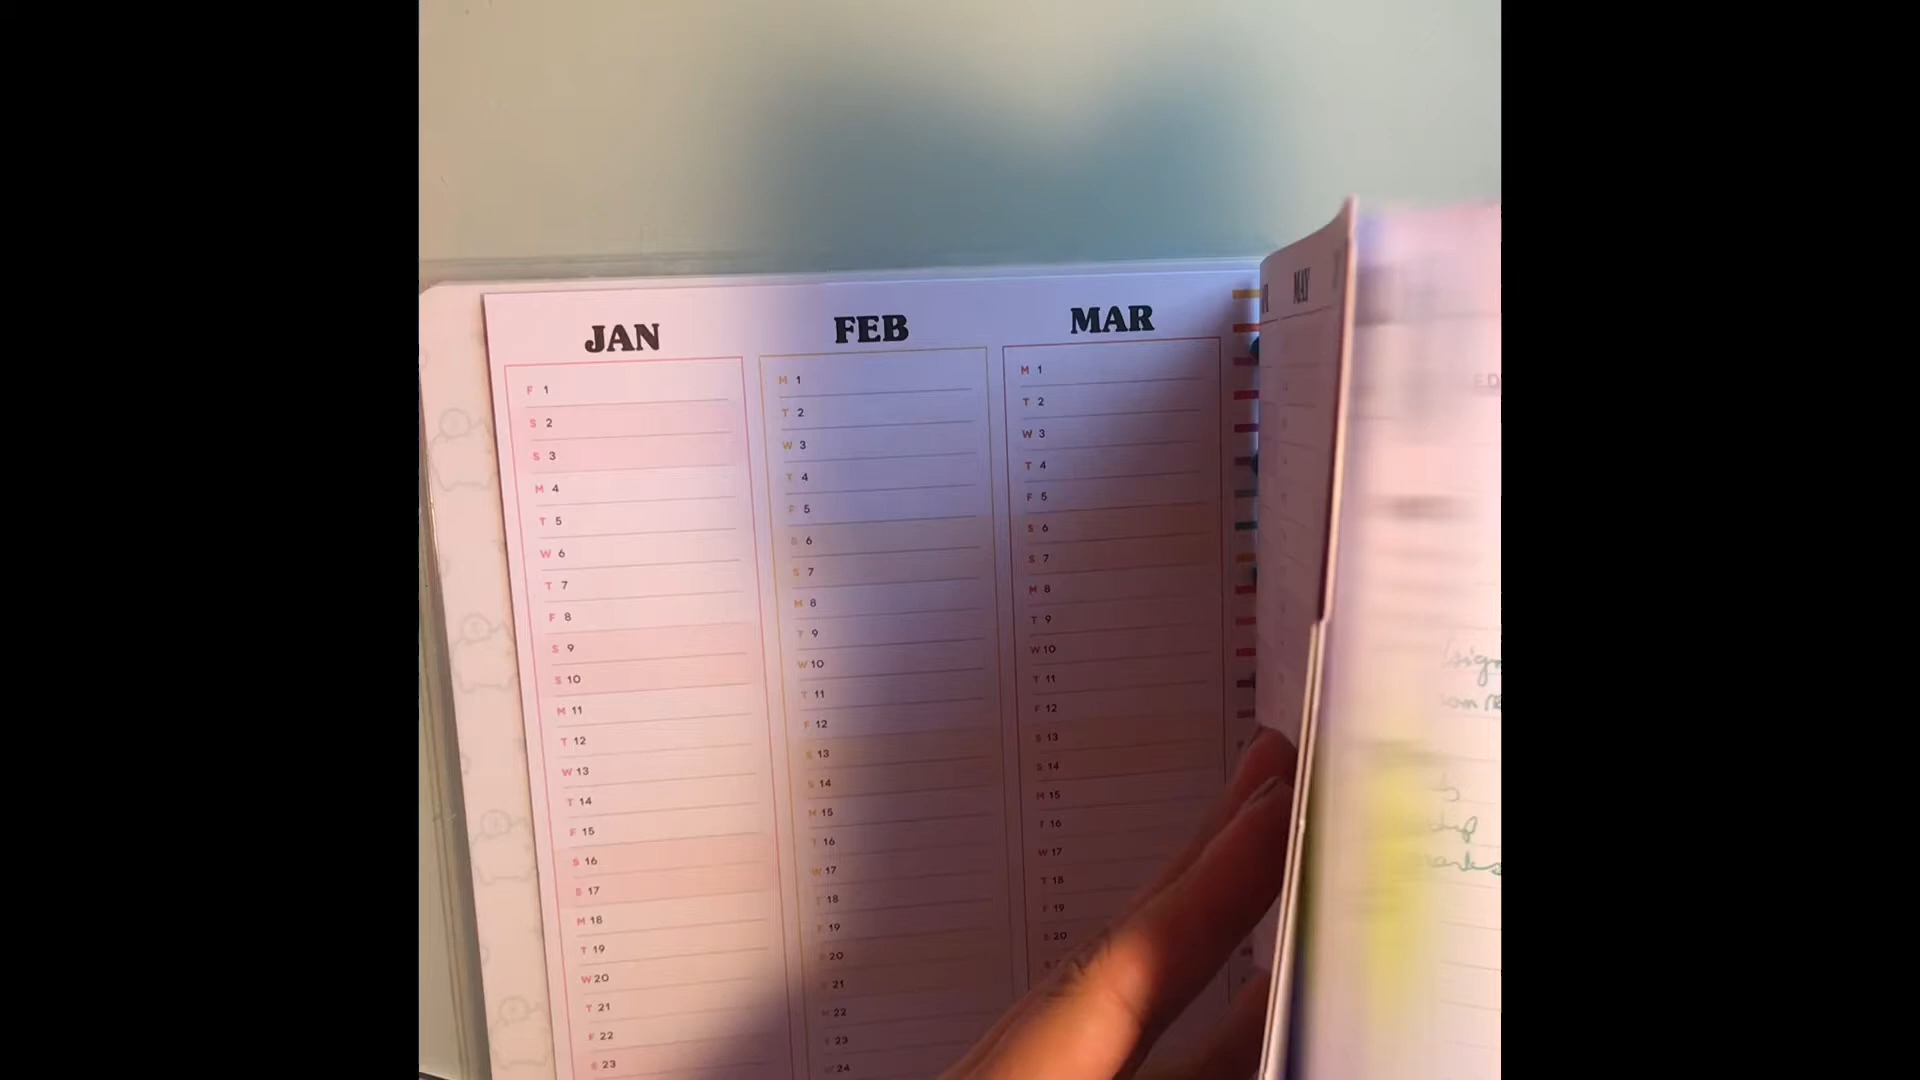 JAN
F 1
S 2
S 3
M 4
T 5
W 6
T 7
F 8
S 9
S 10
M 11
T 12
W 13
T 14
F 15
S 16
S 17
M 18
T 19
W 20
T 21
F 22
S 23
FEB
M 1
T 2
W 3
T 4
F 5
S 6
S 7
M 8
T 9
W 10
T 11
F 12
S 13
S 14
M 15
T 16
W 17
T 18
F 19
S 20
S 21
M 22
T 23
W 24
MAR
M 1
T 2
W 3
T 4
F 5
S 6
S 7
M 8
T 9
W 10
T 11
F 12
S 13
S 14
M 15
T 16
W 17
T 18
F 19
S 20
MAY